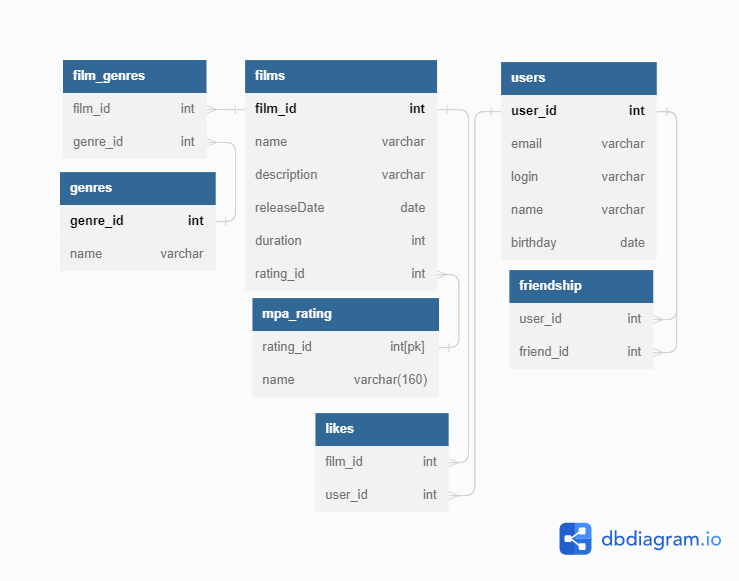 film_genres
film_id int
genre_id int
genres
genre_id int
name varchar
films
film_id int
name varchar
description varchar
releaseDate date
duration int
rating_id int
mpa_rating
rating_id int[pk]
name varchar(160)
likes
film_id int
user_id int
users
user_id int
email varchar
login varchar
name varchar
birthday date
friendship
user_id int
friend_id int
dbdiagram.io